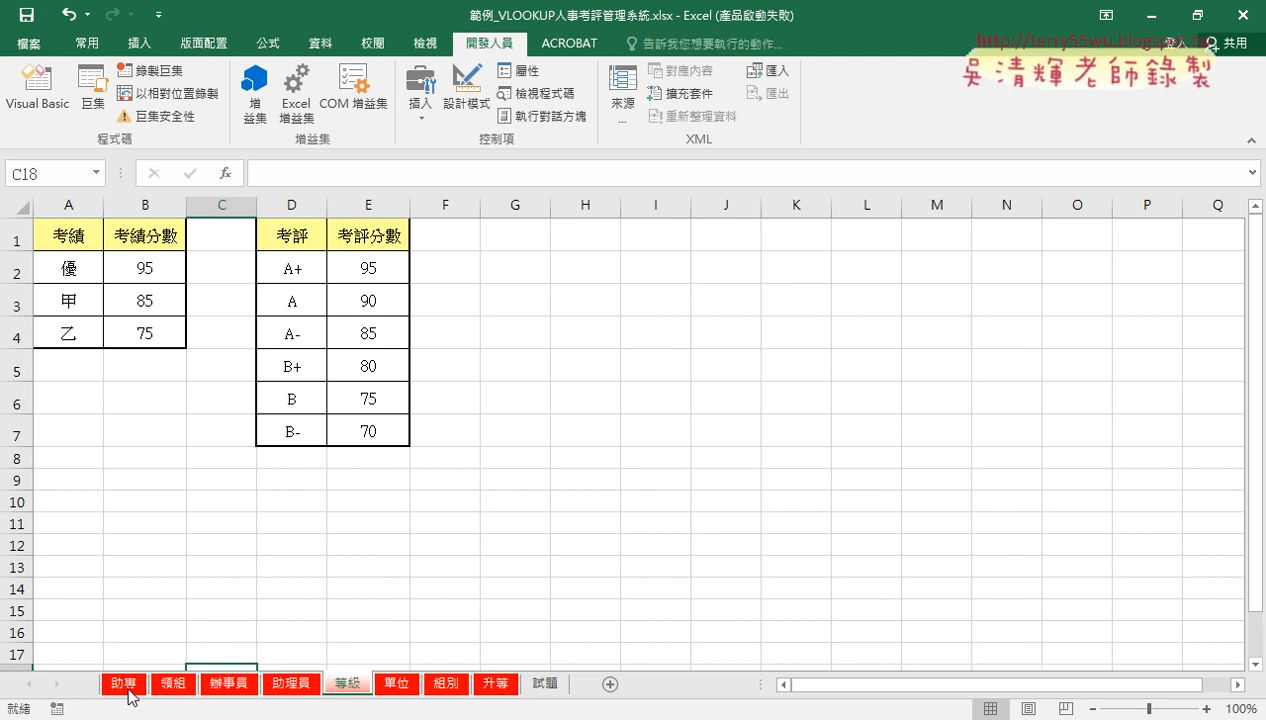 範例_VLOOKUP人事考評管理系統.xlsx - Excel (產品啟動失敗)
檔案 常用 插入 版面配置 公式 資料 校閱 檢視 開發人員 ACROBAT 告訴我您想要執行的動作... 登入 共用
http://terry55wu.blogspot.tw
吳清輝老師錄製
Visual Basic 巨集 錄製巨集 以相對位置錄製 巨集安全性 程式碼
增益集 Excel 增益集 COM 增益集 增益集
插入 設計模式 屬性 檢視程式碼 執行對話方塊 控制項
來源... 對應內容 擴充套件 重新整理資料 匯入 匯出 XML
C18 fx
A B C D E F G H I J K L M N O P Q
1 考績 考績分數 考評 考評分數
2 優 95 A+ 95
3 甲 85 A 90
4 乙 75 A- 85
5 B+ 80
6 B 75
7 B- 70
8
9
10
11
12
13
14
15
16
17
助專 領組 辦事員 助理員 等級 單位 組別 升等 試題
就緒 100%